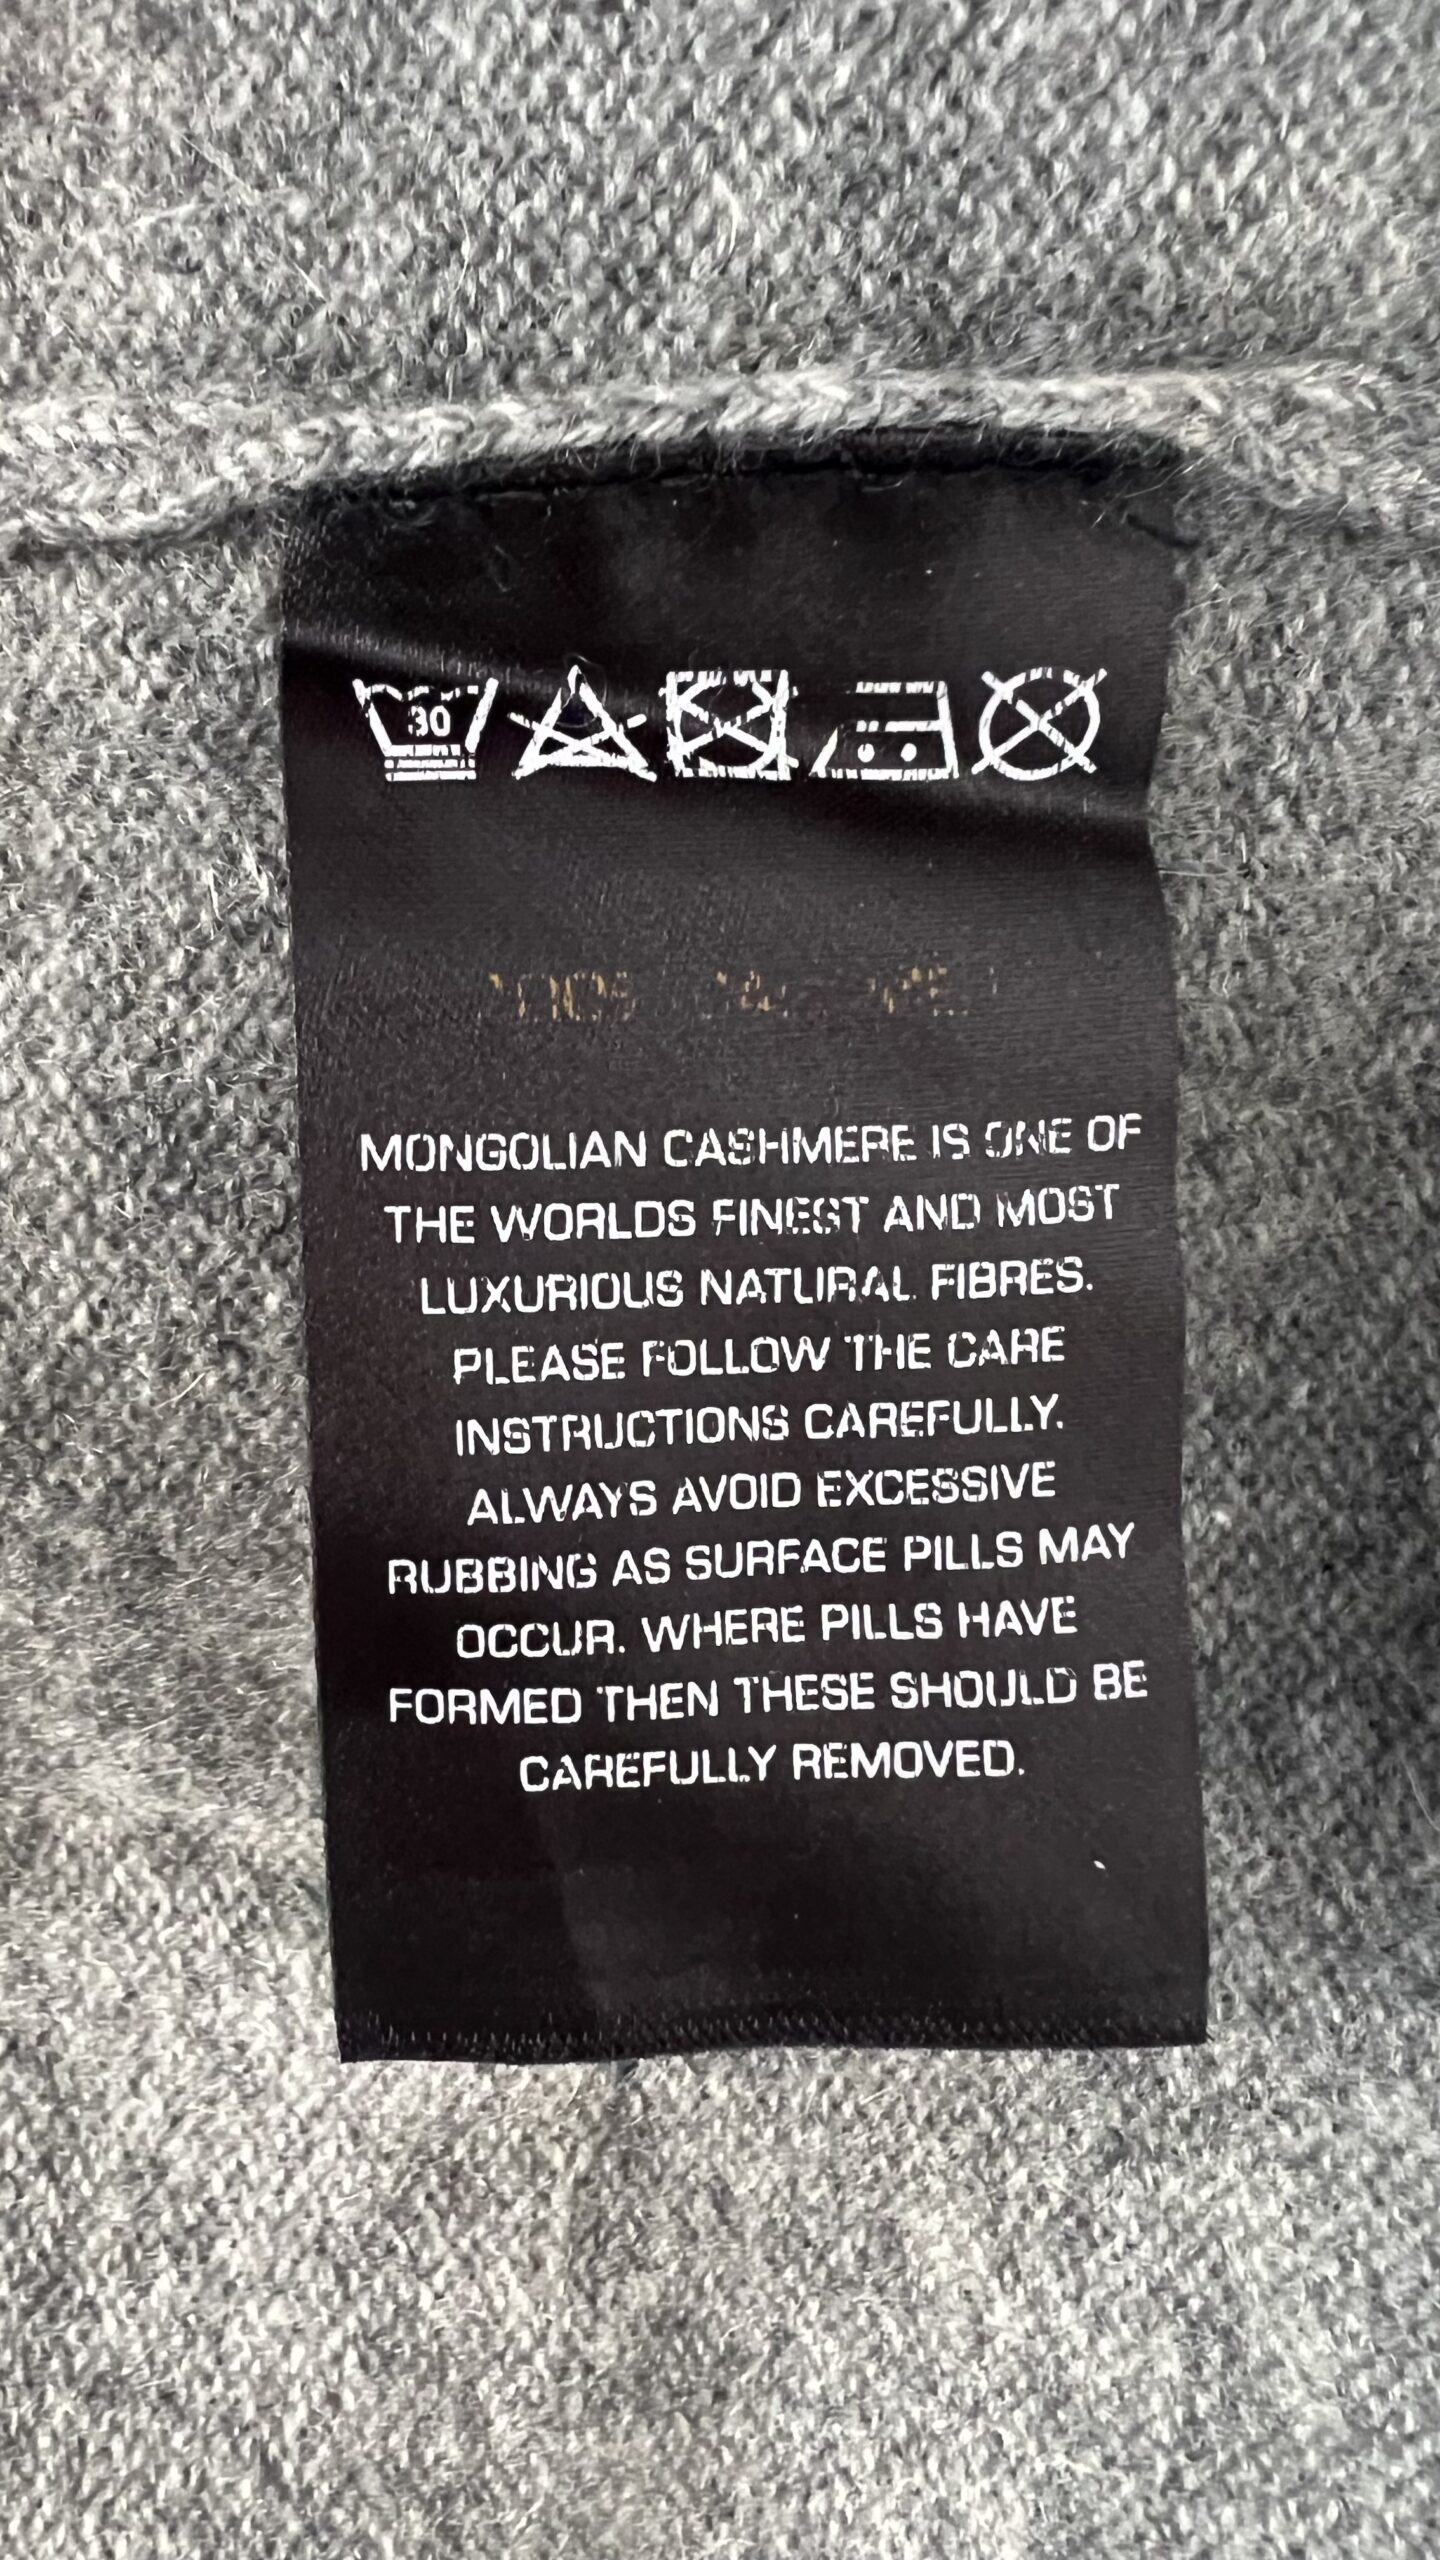 30
MONGOLIAN CASHMERE IS ONE OF
THE WORLDS FINEST AND MOST
LUXURIOUS NATURAL FIBRES.
PLEASE FOLLOW THE CARE
INSTRUCTIONS CAREFULLY.
ALWAYS AVOID EXCESSIVE
RUBBING AS SURFACE PILLS MAY
OCCUR. WHERE PILLS HAVE
FORMED THEN THESE SHOULD BE
CAREFULLY REMOVED.